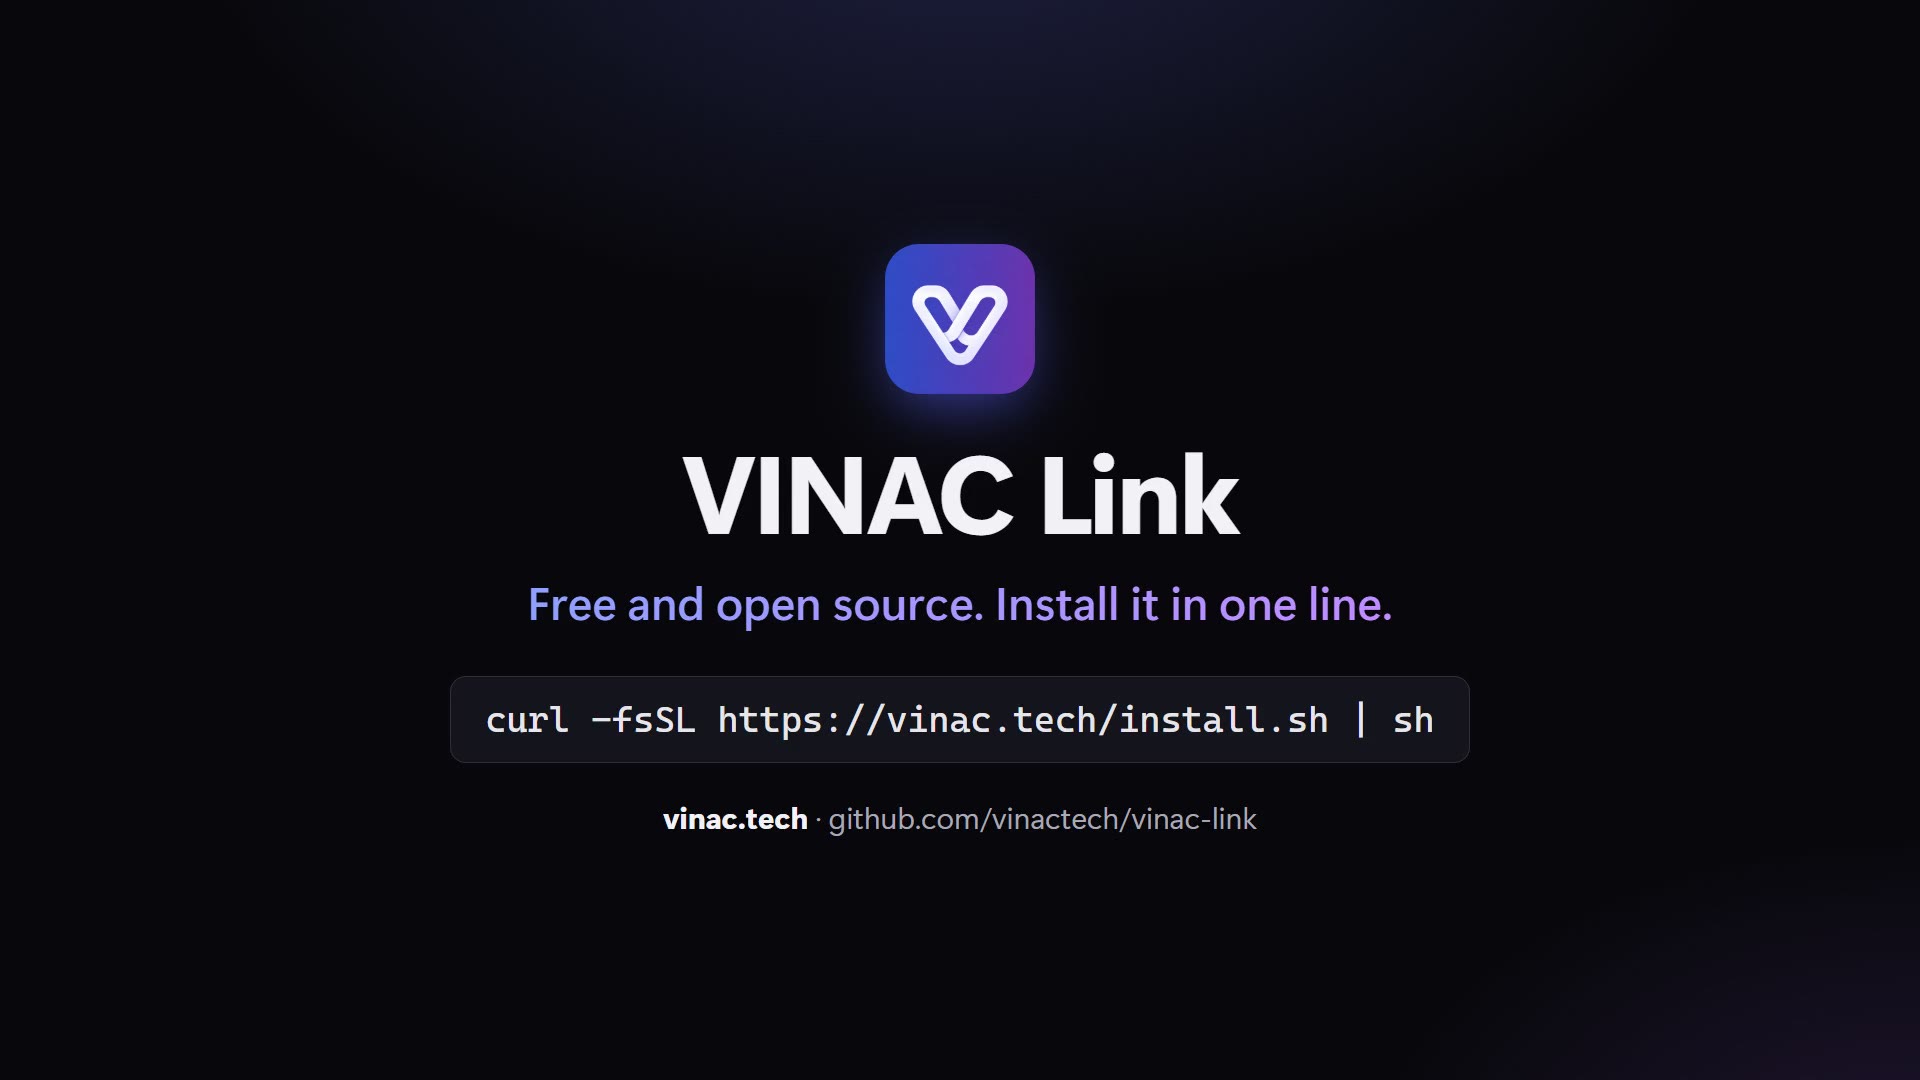 VINAC Link
Free and open source. Install it in one line.
curl -fsSL https://vinac.tech/install.sh | sh
vinac.tech · github.com/vinactech/vinac-link